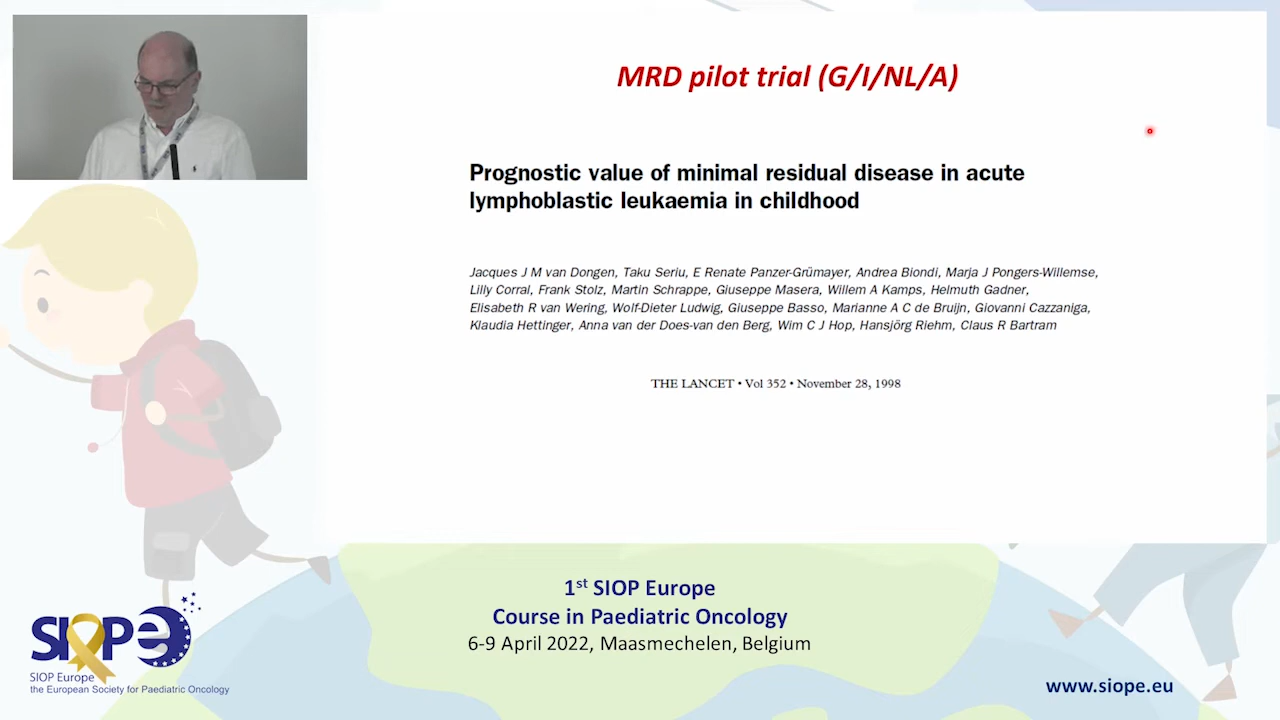 MRD pilot trial (G/I/NL/A)
Prognostic value of minimal residual disease in acute
lymphoblastic leukaemia in childhood
Jacques J M van Dongen, Taku Seriu, E Renate Panzer-Grümayer, Andrea Biondi, Marja J Pongers-Willemse,
Lilly Corral, Frank Stolz, Martin Schrappe, Giuseppe Masera, Willem A Kamps, Helmuth Gadner,
Elisabeth R van Wering, Wolf-Dieter Ludwig, Giuseppe Basso, Marianne A C de Bruijn, Giovanni Cazzaniga,
Klaudia Hettinger, Anna van der Does-van den Berg, Wim C J Hop, Hansjörg Riehm, Claus R Bartram
THE LANCET • Vol 352 • November 28, 1998
1st SIOP Europe
Course in Paediatric Oncology
6-9 April 2022, Maasmechelen, Belgium
SIOPe
SIOP Europe
the European Society for Paediatric Oncology
www.siope.eu